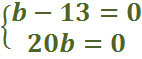 b − 13 = 0
20b = 0